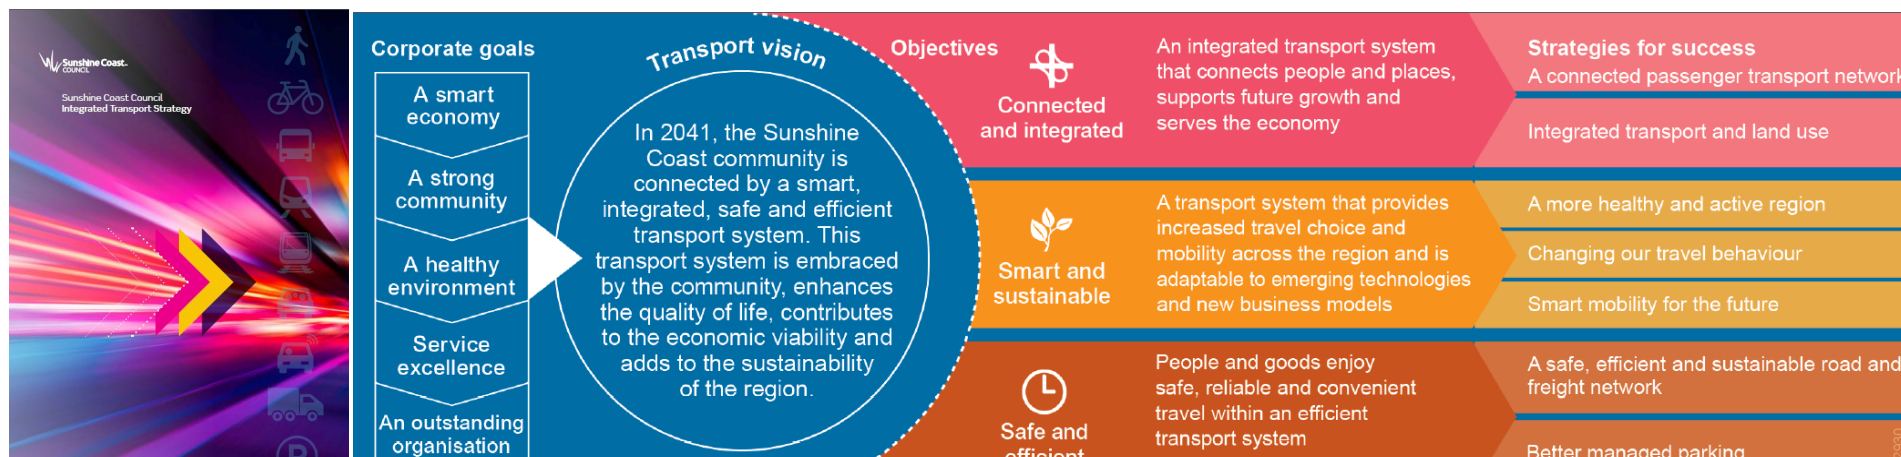 Sunshine Coast
COUNCIL
Sunshine Coast Council
Integrated Transport Strategy
Corporate goals
A smart
economy
A strong
community
A healthy
environment
Service
excellence
An outstanding
organisation
Transport vision
In 2041, the Sunshine
Coast community is
connected by a smart,
integrated, safe and efficient
transport system. This
transport system is embraced
by the community, enhances
the quality of life, contributes
to the economic viability and
adds to the sustainability
of the region.
Objectives
Connected
and integrated
An integrated transport system
that connects people and places,
supports future growth and
serves the economy
Strategies for success
A connected passenger transport network
Integrated transport and land use
Smart and
sustainable
A transport system that provides
increased travel choice and
mobility across the region and is
adaptable to emerging technologies
and new business models
A more healthy and active region
Changing our travel behaviour
Smart mobility for the future
Safe and
efficient
People and goods enjoy
safe, reliable and convenient
travel within an efficient
transport system
A safe, efficient and sustainable road and
freight network
Better managed parking